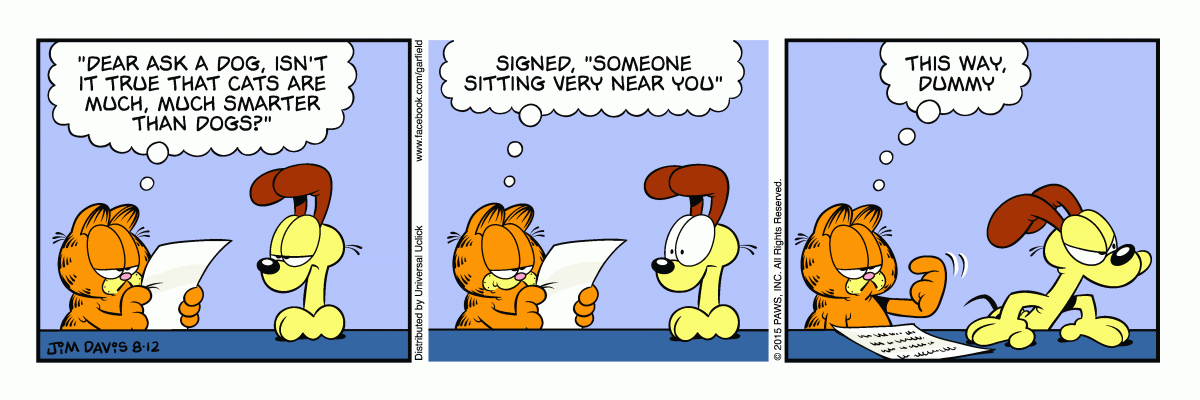 "DEAR ASK A DOG, ISN'T
IT TRUE THAT CATS ARE
MUCH, MUCH SMARTER
THAN DOGS?"
JIM DAVIS 8-12
www.facebook.com/garfield
Distributed by Universal Uclick
SIGNED, "SOMEONE
SITTING VERY NEAR YOU"
© 2015 PAWS, INC. All Rights Reserved.
THIS WAY,
DUMMY